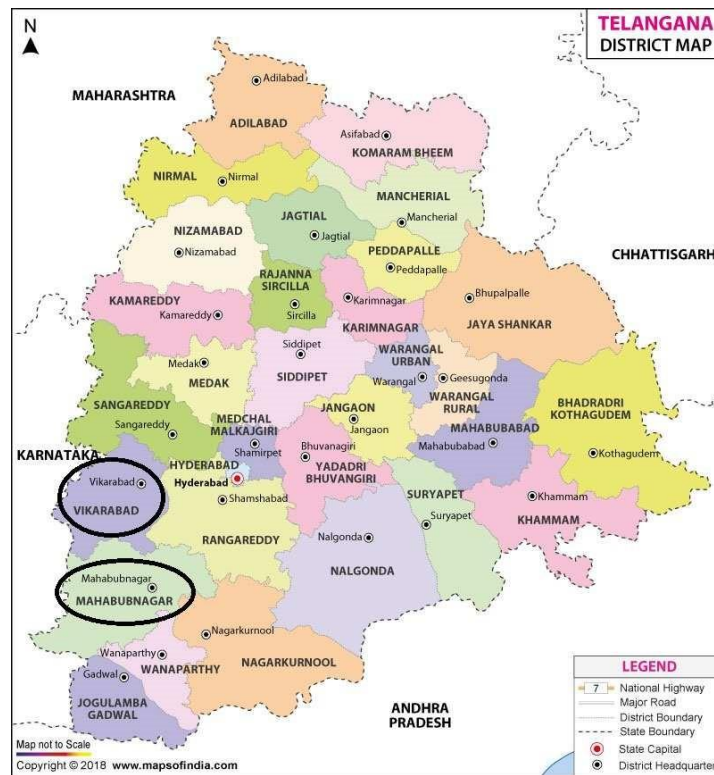 N
TELANGANA
DISTRICT MAP
MAHARASHTRA
Adilabad
ADILABAD
Asifabad
KOMARAM BHEEM
NIRMAL
Nirmal
MANCHERIAL
Mancherial
JAGTIAL
Jagtial
NIZAMABAD
Nizamabad
PEDDAPALLE
Peddapalle
CHHATTISGARH
RAJANNA
SIRCILLA
Sircilla
KAMAREDDY
Kamareddy
Karimnagar
KARIMNAGAR
Bhupalpalle
JAYA SHANKAR
Siddipet
SIDDIPET
WARANGAL
URBAN
Warangal
Geesugonda
WARANGAL
RURAL
Medak
MEDAK
SANGAREDDY
Sangareddy
JANGAON
Jangaon
MAHABUBABAD
Mahabubabad
BHADRADRI
KOTHAGUDEM
Kothagudem
MEDCHAL
MALKAJGIRI
Shamirpet
KARNATAKA
HYDERABAD
Hyderabad
Bhuvanagiri
YADADRI
BHUVANGIRI
Vikarabad
VIKARABAD
Shamshabad
RANGAREDDY
SURYAPET
Suryapet
Khammam
KHAMMAM
Nalgonda
NALGONDA
Mahabubnagar
MAHABUBNAGAR
Nagarkurnool
NAGARKURNOOL
Wanaparthy
WANAPARTHY
Gadwal
JOGULAMBA
GADWAL
ANDHRA
PRADESH
LEGEND
7 National Highway
Major Road
District Boundary
State Boundary
State Capital
District Headquarter
Map not to Scale
Copyright © 2018 www.mapsofindia.com